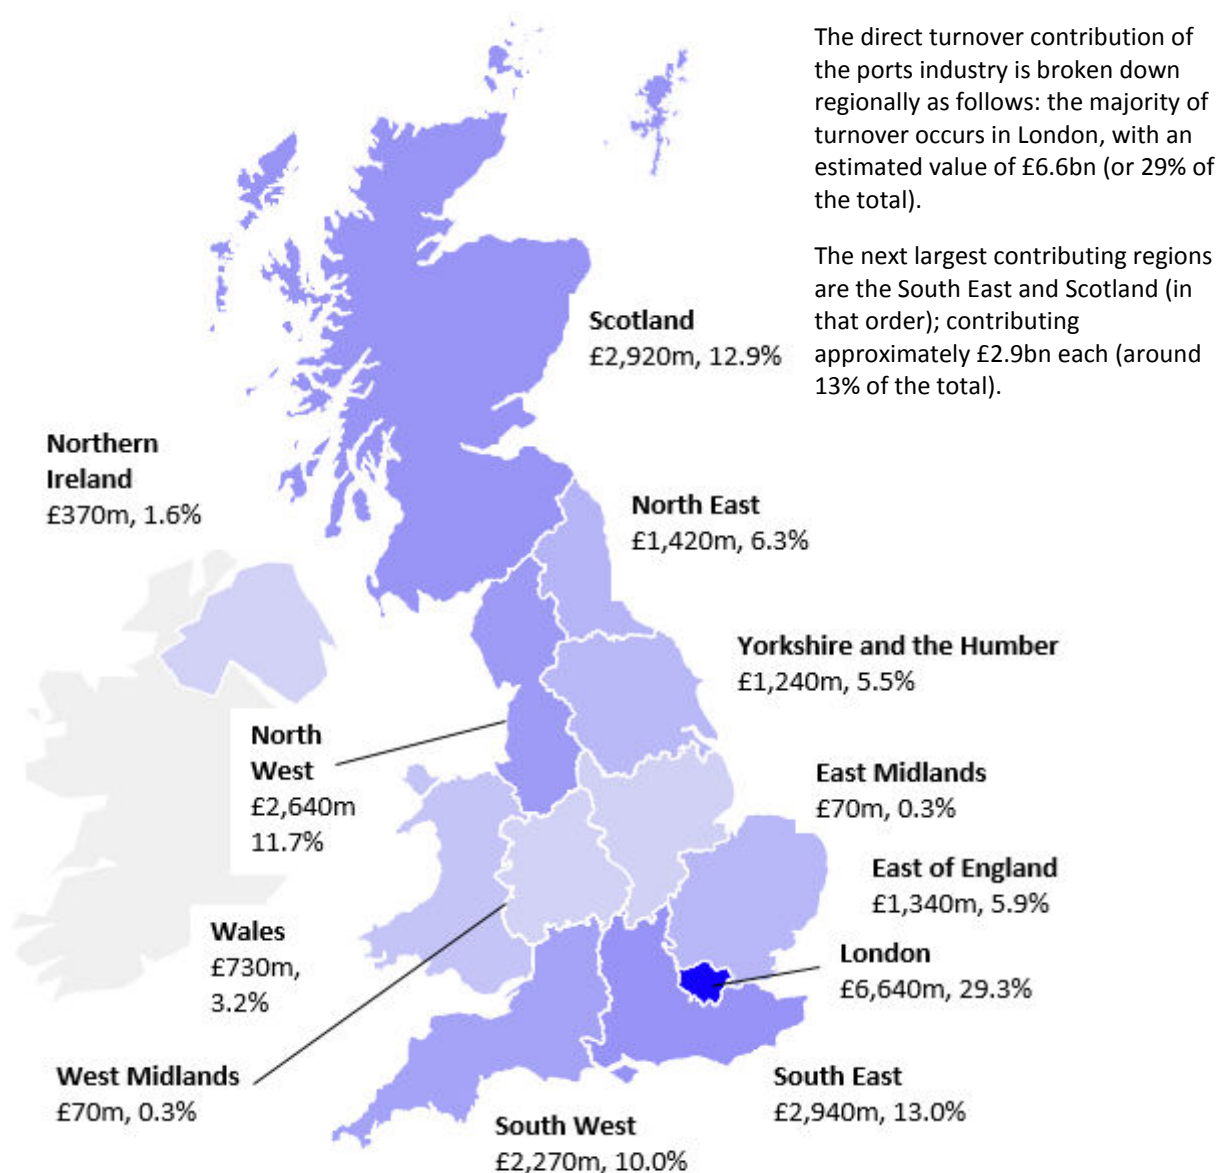 The direct turnover contribution of
the ports industry is broken down
regionally as follows: the majority of
turnover occurs in London, with an
estimated value of £6.6bn (or 29% of
the total).
The next largest contributing regions
are the South East and Scotland (in
that order); contributing
approximately £2.9bn each (around
13% of the total).
Scotland
£2,920m, 12.9%
Northern
Ireland
£370m, 1.6%
North East
£1,420m, 6.3%
Yorkshire and the Humber
£1,240m, 5.5%
North
West
£2,640m
11.7%
East Midlands
£70m, 0.3%
East of England
£1,340m, 5.9%
Wales
£730m,
3.2%
London
£6,640m, 29.3%
West Midlands
£70m, 0.3%
South East
£2,940m, 13.0%
South West
£2,270m, 10.0%